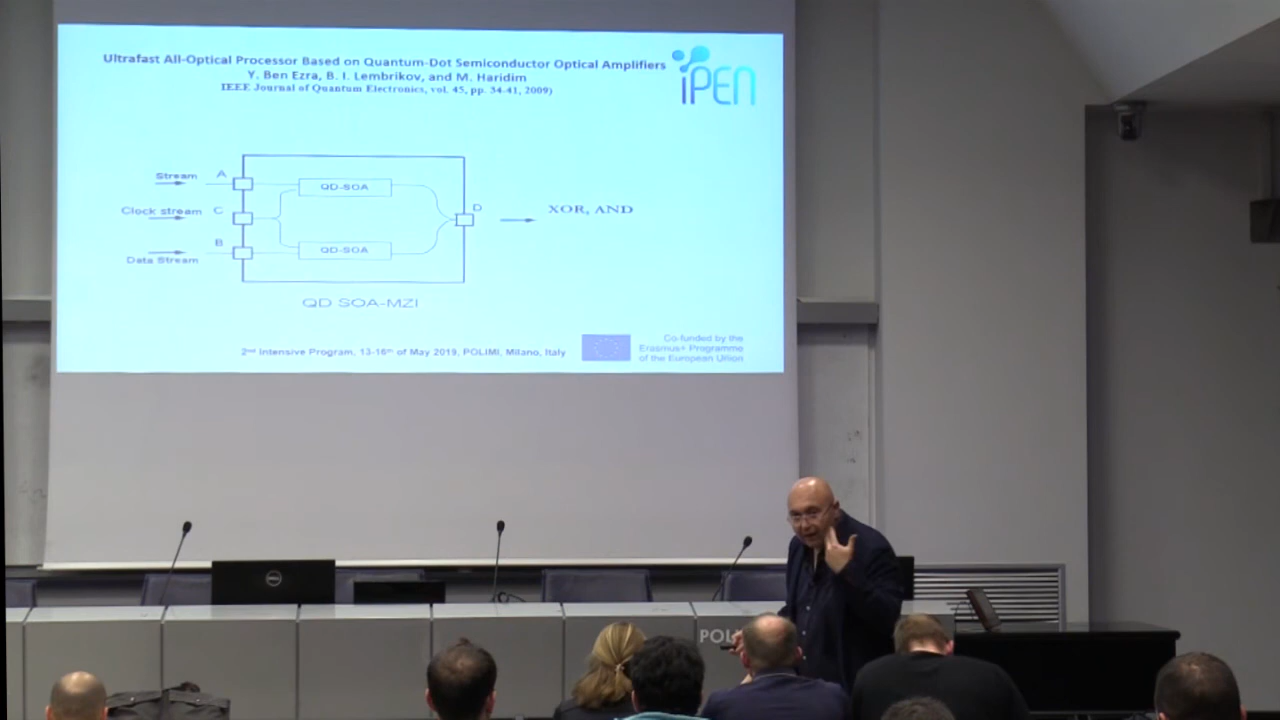 Ultrafast All-Optical Processor Based on Quantum-Dot Semiconductor Optical Amplifiers
Y. Ben Ezra, B. I. Lembrikov, and M. Haridim
IEEE Journal of Quantum Electronics, vol. 45, pp. 34-41, 2009)
iPEN
Stream
A
QD-SOA
Clock stream
C
D
XOR, AND
B
Data Stream
QD-SOA
QD SOA-MZI
2nd Intensive Program, 13-16th of May 2019, POLIMI, Milano, Italy
Co-funded by the
Erasmus+ Programme
of the European Union
DELL